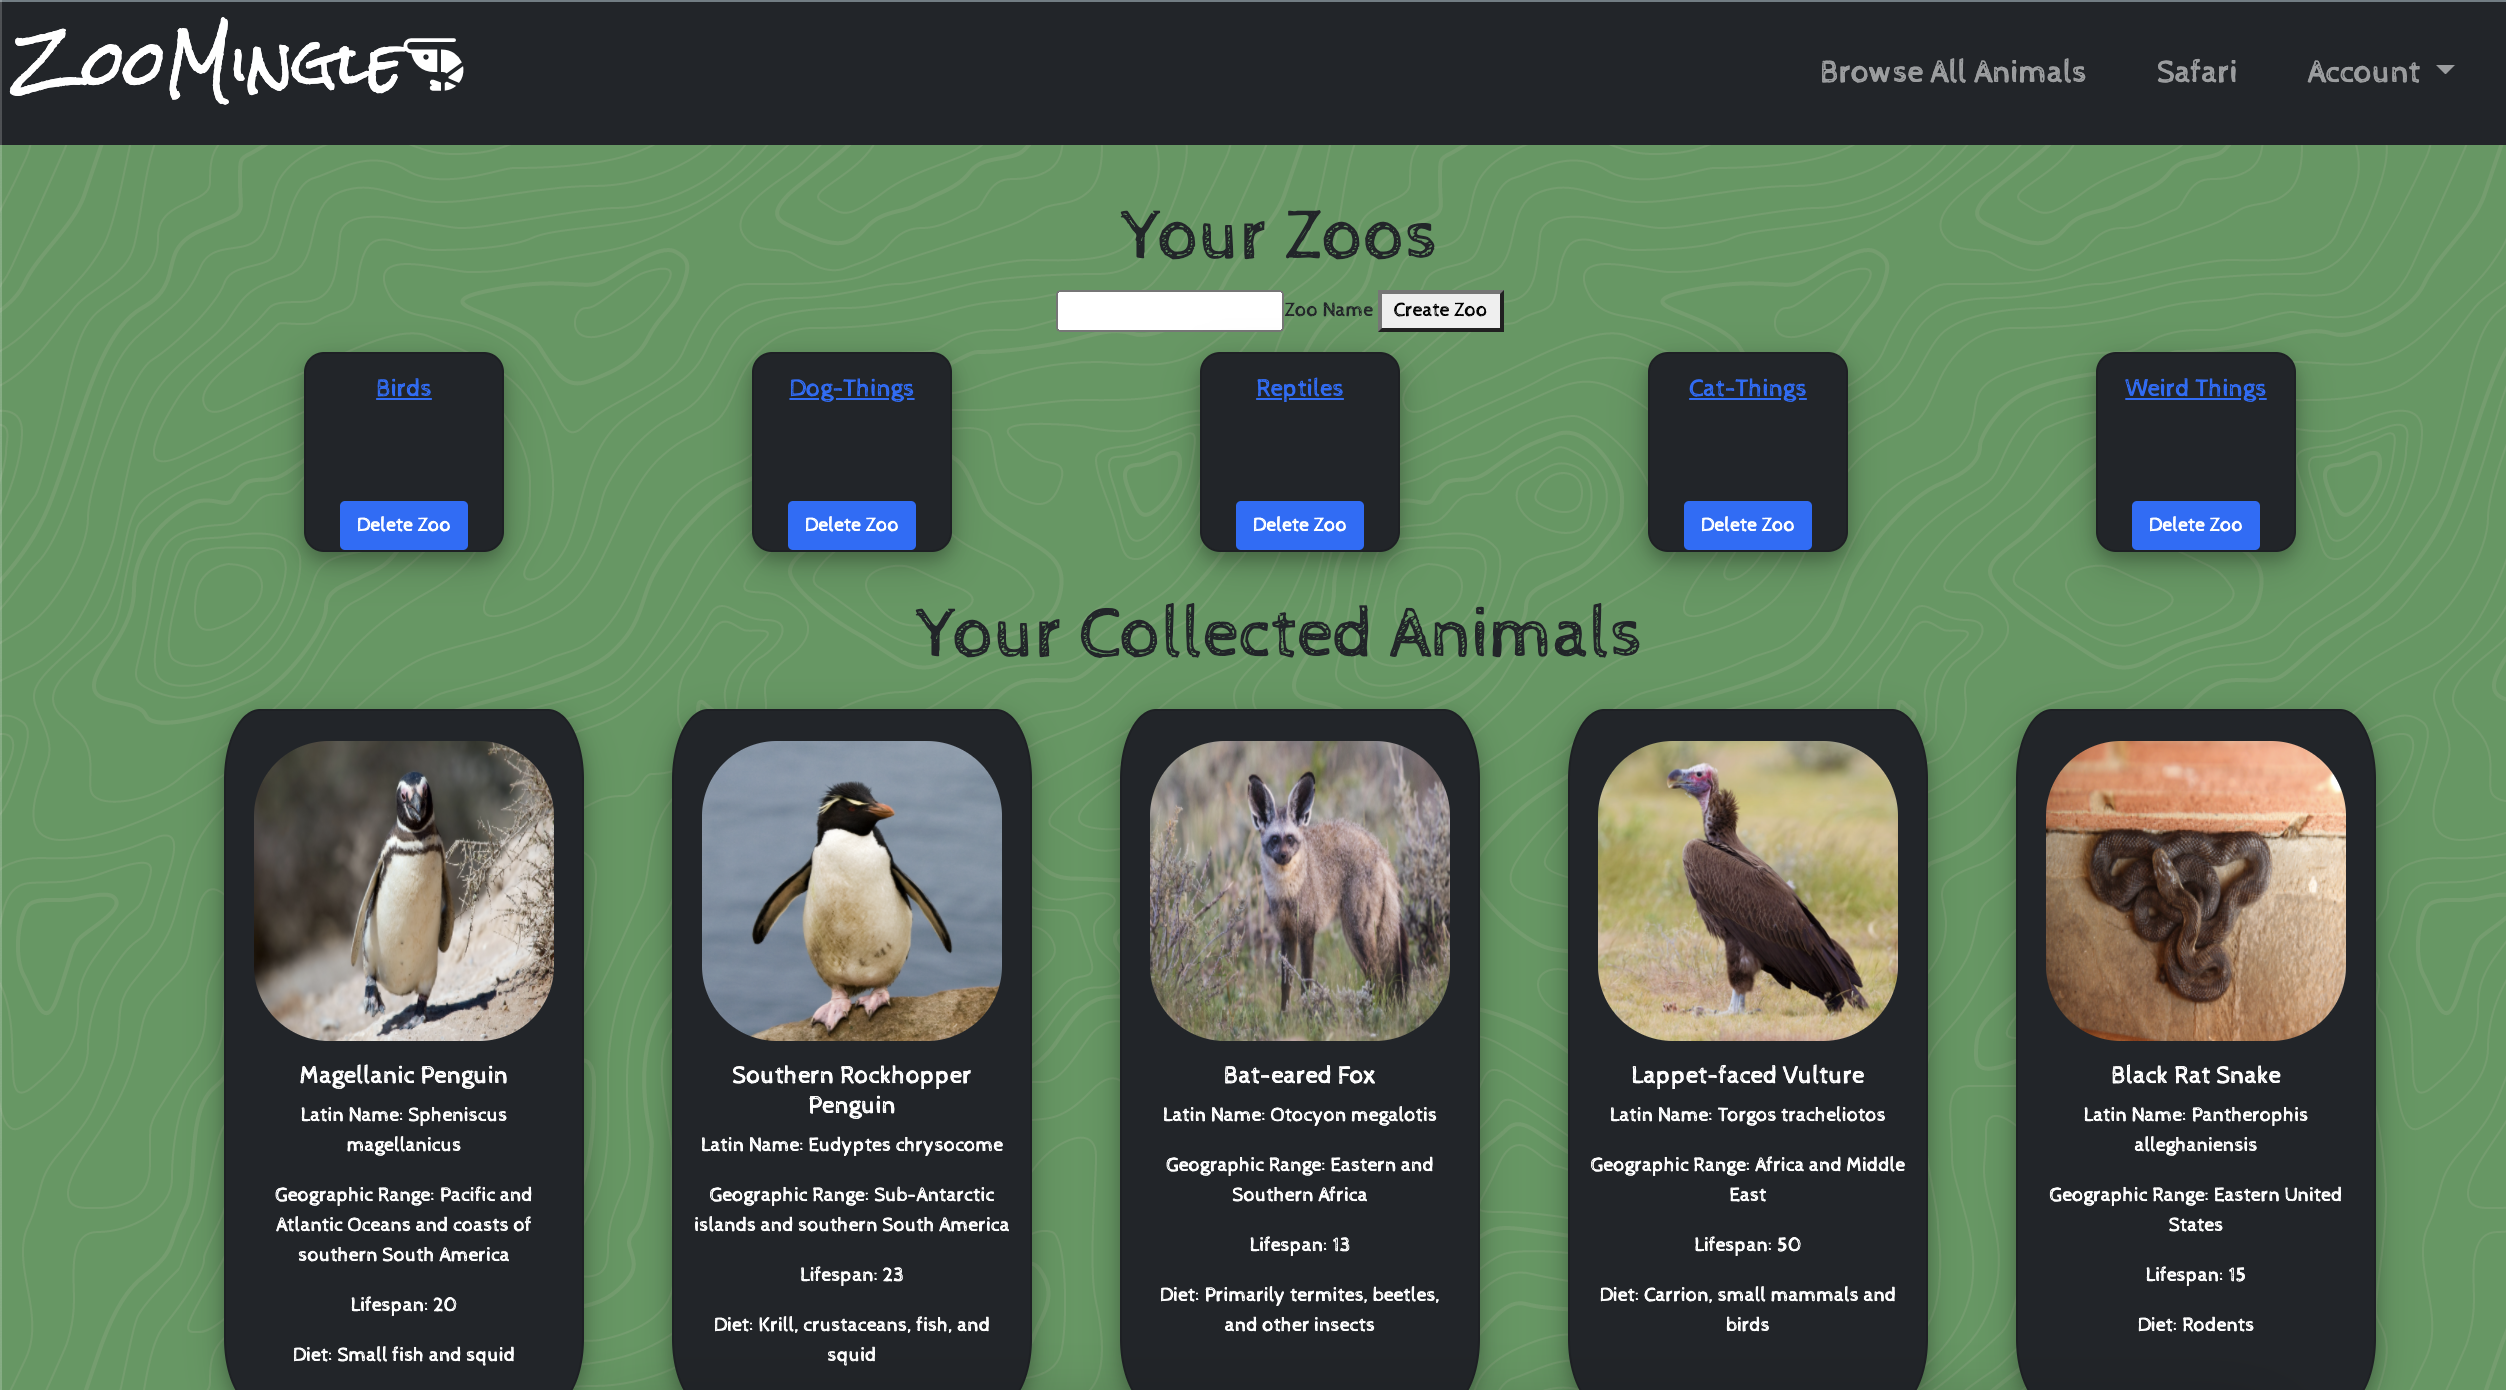 ZooMingle
Browse All Animals
Safari
Account
Your Zoos
Zoo Name
Create Zoo
Birds
Dog-Things
Reptiles
Cat-Things
Weird Things
Delete Zoo
Delete Zoo
Delete Zoo
Delete Zoo
Delete Zoo
Your Collected Animals
Magellanic Penguin
Latin Name: Spheniscus
magellanicus
Geographic Range: Pacific and
Atlantic Oceans and coasts of
southern South America
Lifespan: 20
Diet: Small fish and squid
Southern Rockhopper
Penguin
Latin Name: Eudyptes chrysocome
Geographic Range: Sub-Antarctic
islands and southern South America
Lifespan: 23
Diet: Krill, crustaceans, fish, and
squid
Bat-eared Fox
Latin Name: Otocyon megalotis
Geographic Range: Eastern and
Southern Africa
Lifespan: 13
Diet: Primarily termites, beetles,
and other insects
Lappet-faced Vulture
Latin Name: Torgos tracheliotos
Geographic Range: Africa and Middle
East
Lifespan: 50
Diet: Carrion, small mammals and
birds
Black Rat Snake
Latin Name: Pantherophis
alleghaniensis
Geographic Range: Eastern United
States
Lifespan: 15
Diet: Rodents